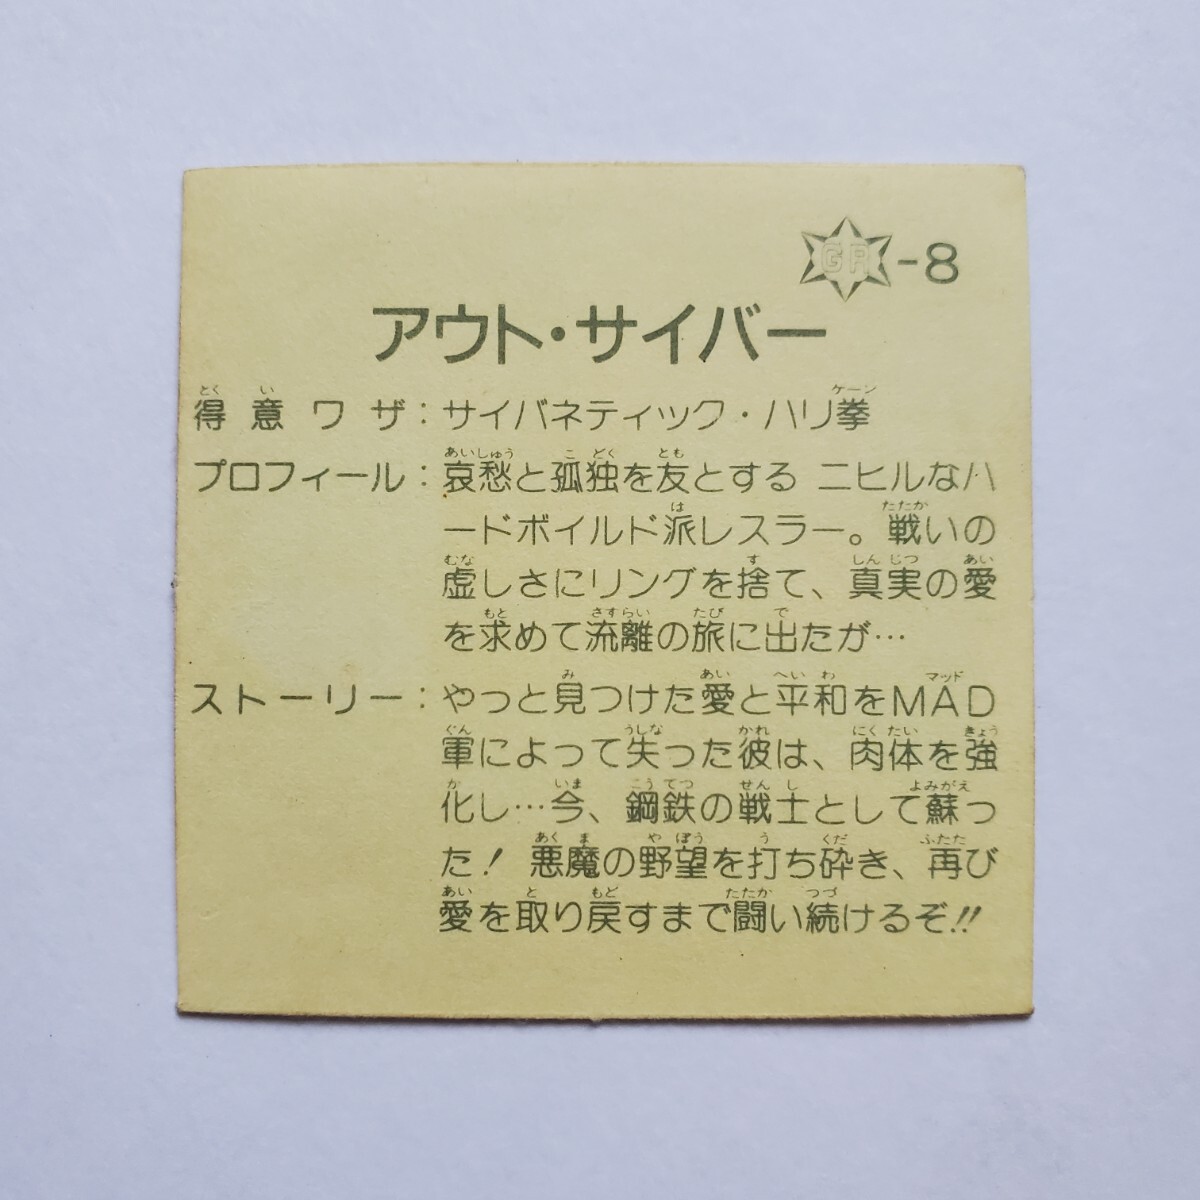 GR-8
アウト・サイバー
得意ワザ：サイバネティック・ハリ拳
プロフィール：哀愁と孤独を友とする ニヒルなハ
ードボイルド派レスラー。戦いの
虚しさにリングを捨て、真実の愛
を求めて流離の旅に出たが…
ストーリー：やっと見つけた愛と平和をMAD
軍によって失った彼は、肉体を強
化し…今、鋼鉄の戦士として蘇っ
た！悪魔の野望を打ち砕き、再び
愛を取り戻すまで闘い続けるぞ!!